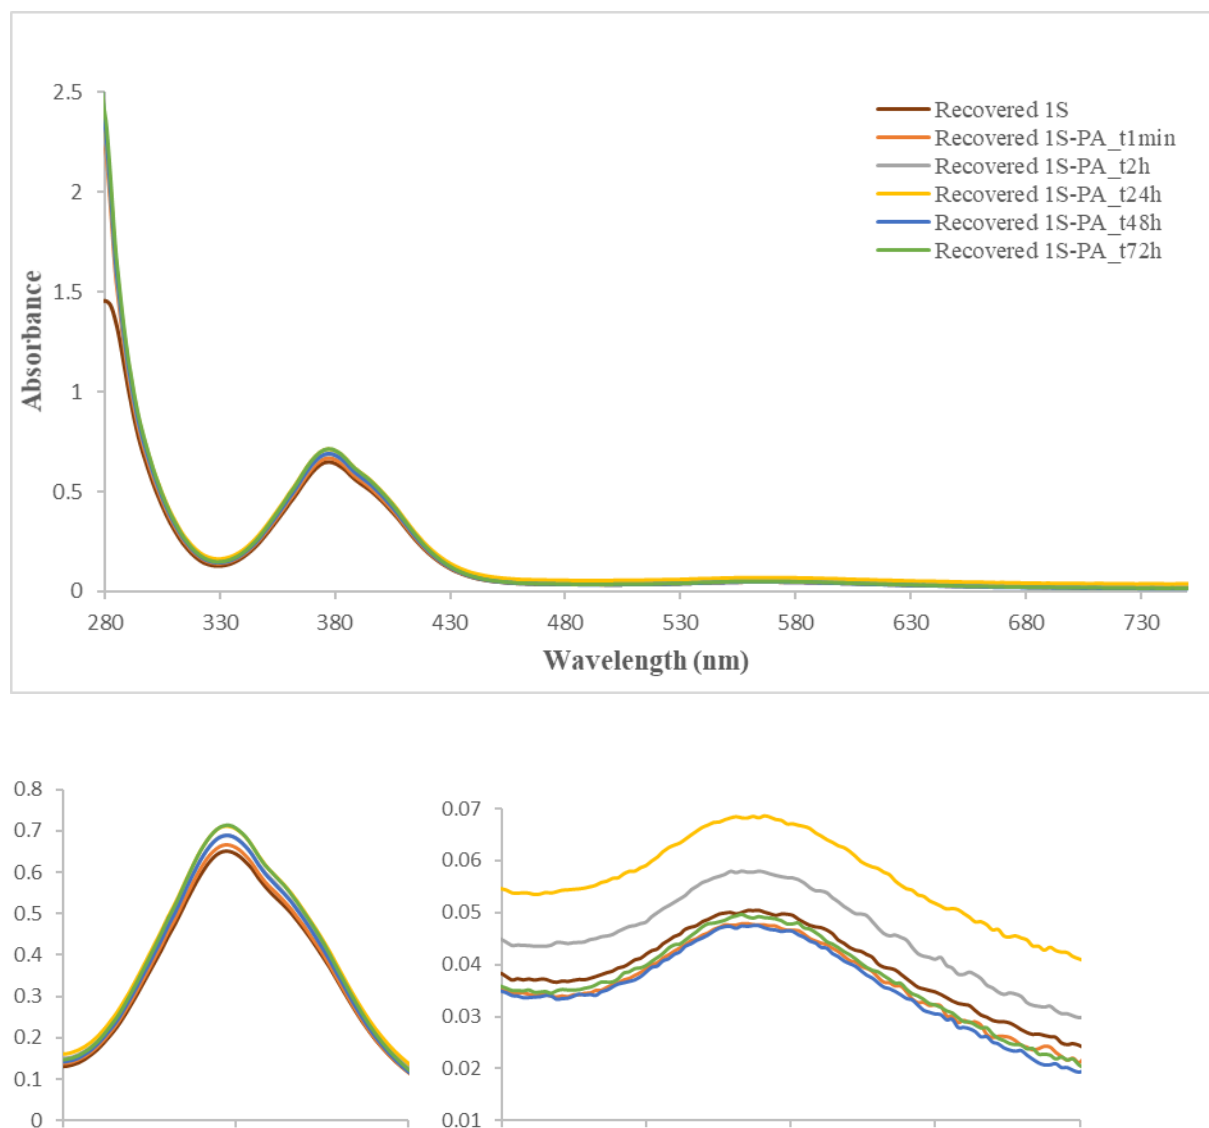 2.5
2
1.5
1
0.5
0
Absorbance
280 330 380 430 480 530 580 630 680 730
Wavelength (nm)
Recovered 1S
Recovered 1S-PA_t1min
Recovered 1S-PA_t2h
Recovered 1S-PA_t24h
Recovered 1S-PA_t48h
Recovered 1S-PA_t72h
0.8
0.7
0.6
0.5
0.4
0.3
0.2
0.1
0
0.07
0.06
0.05
0.04
0.03
0.02
0.01